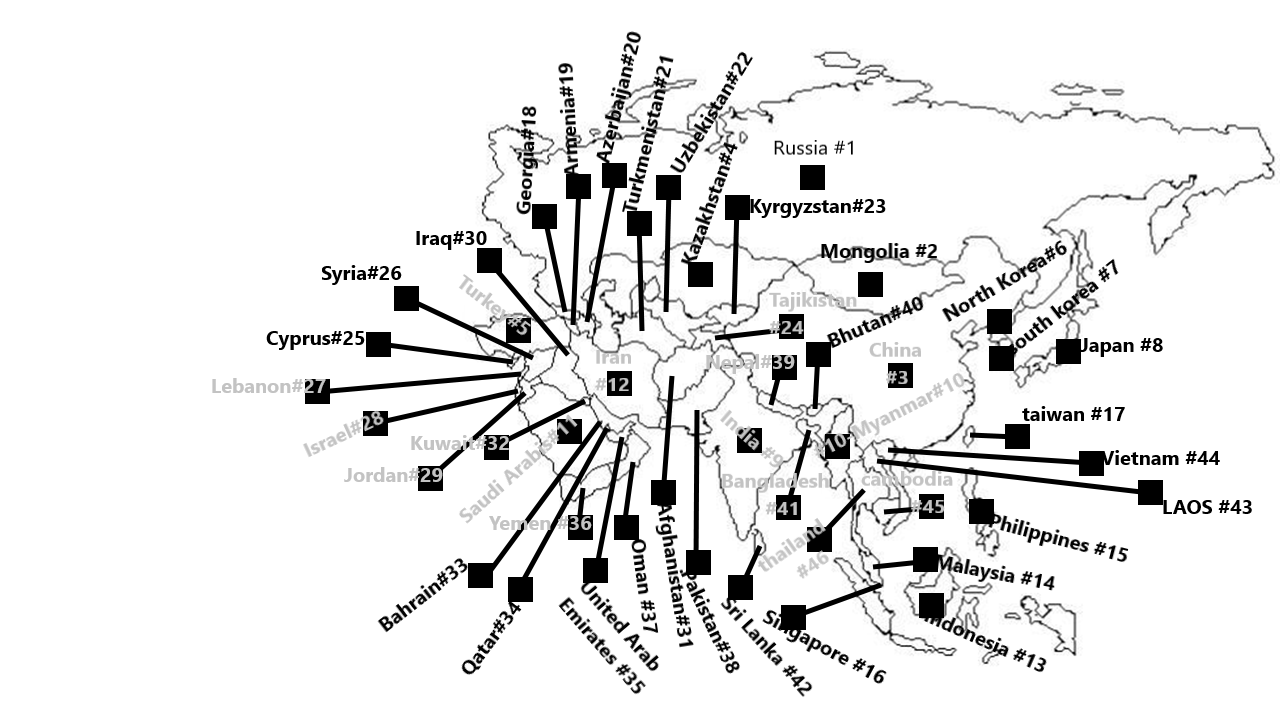 Azerbaijan#20
Armenia#19
Turkmenistan#21
Uzbekistan#22
Georgia#18
Kazakhstan#4
Russia #1
Kyrgyzstan#23
Iraq#30
Mongolia #2
North Korea#6
Syria#26
South korea #7
Turkey#5
Tajikistan
#24
Bhutan#40
Cyprus#25
Japan #8
Iran
#12
Nepal#39
China
#3
Lebanon#27
Myanmar#10
#10
taiwan #17
Israel#28
Kuwait#32
Saudi Arabis#11
India #9
Vietnam #44
Jordan#29
Bangladesh
#41
cambodia
#45
LAOS #43
Yemen #36
thailand
#46
Philippines #15
Bahrain#33
Qatar#34
United Arab
Emirates #35
Oman #37
Afghanistan#31
Pakistan#38
Sri Lanka #42
Singapore #16
Malaysia #14
Indonesia #13